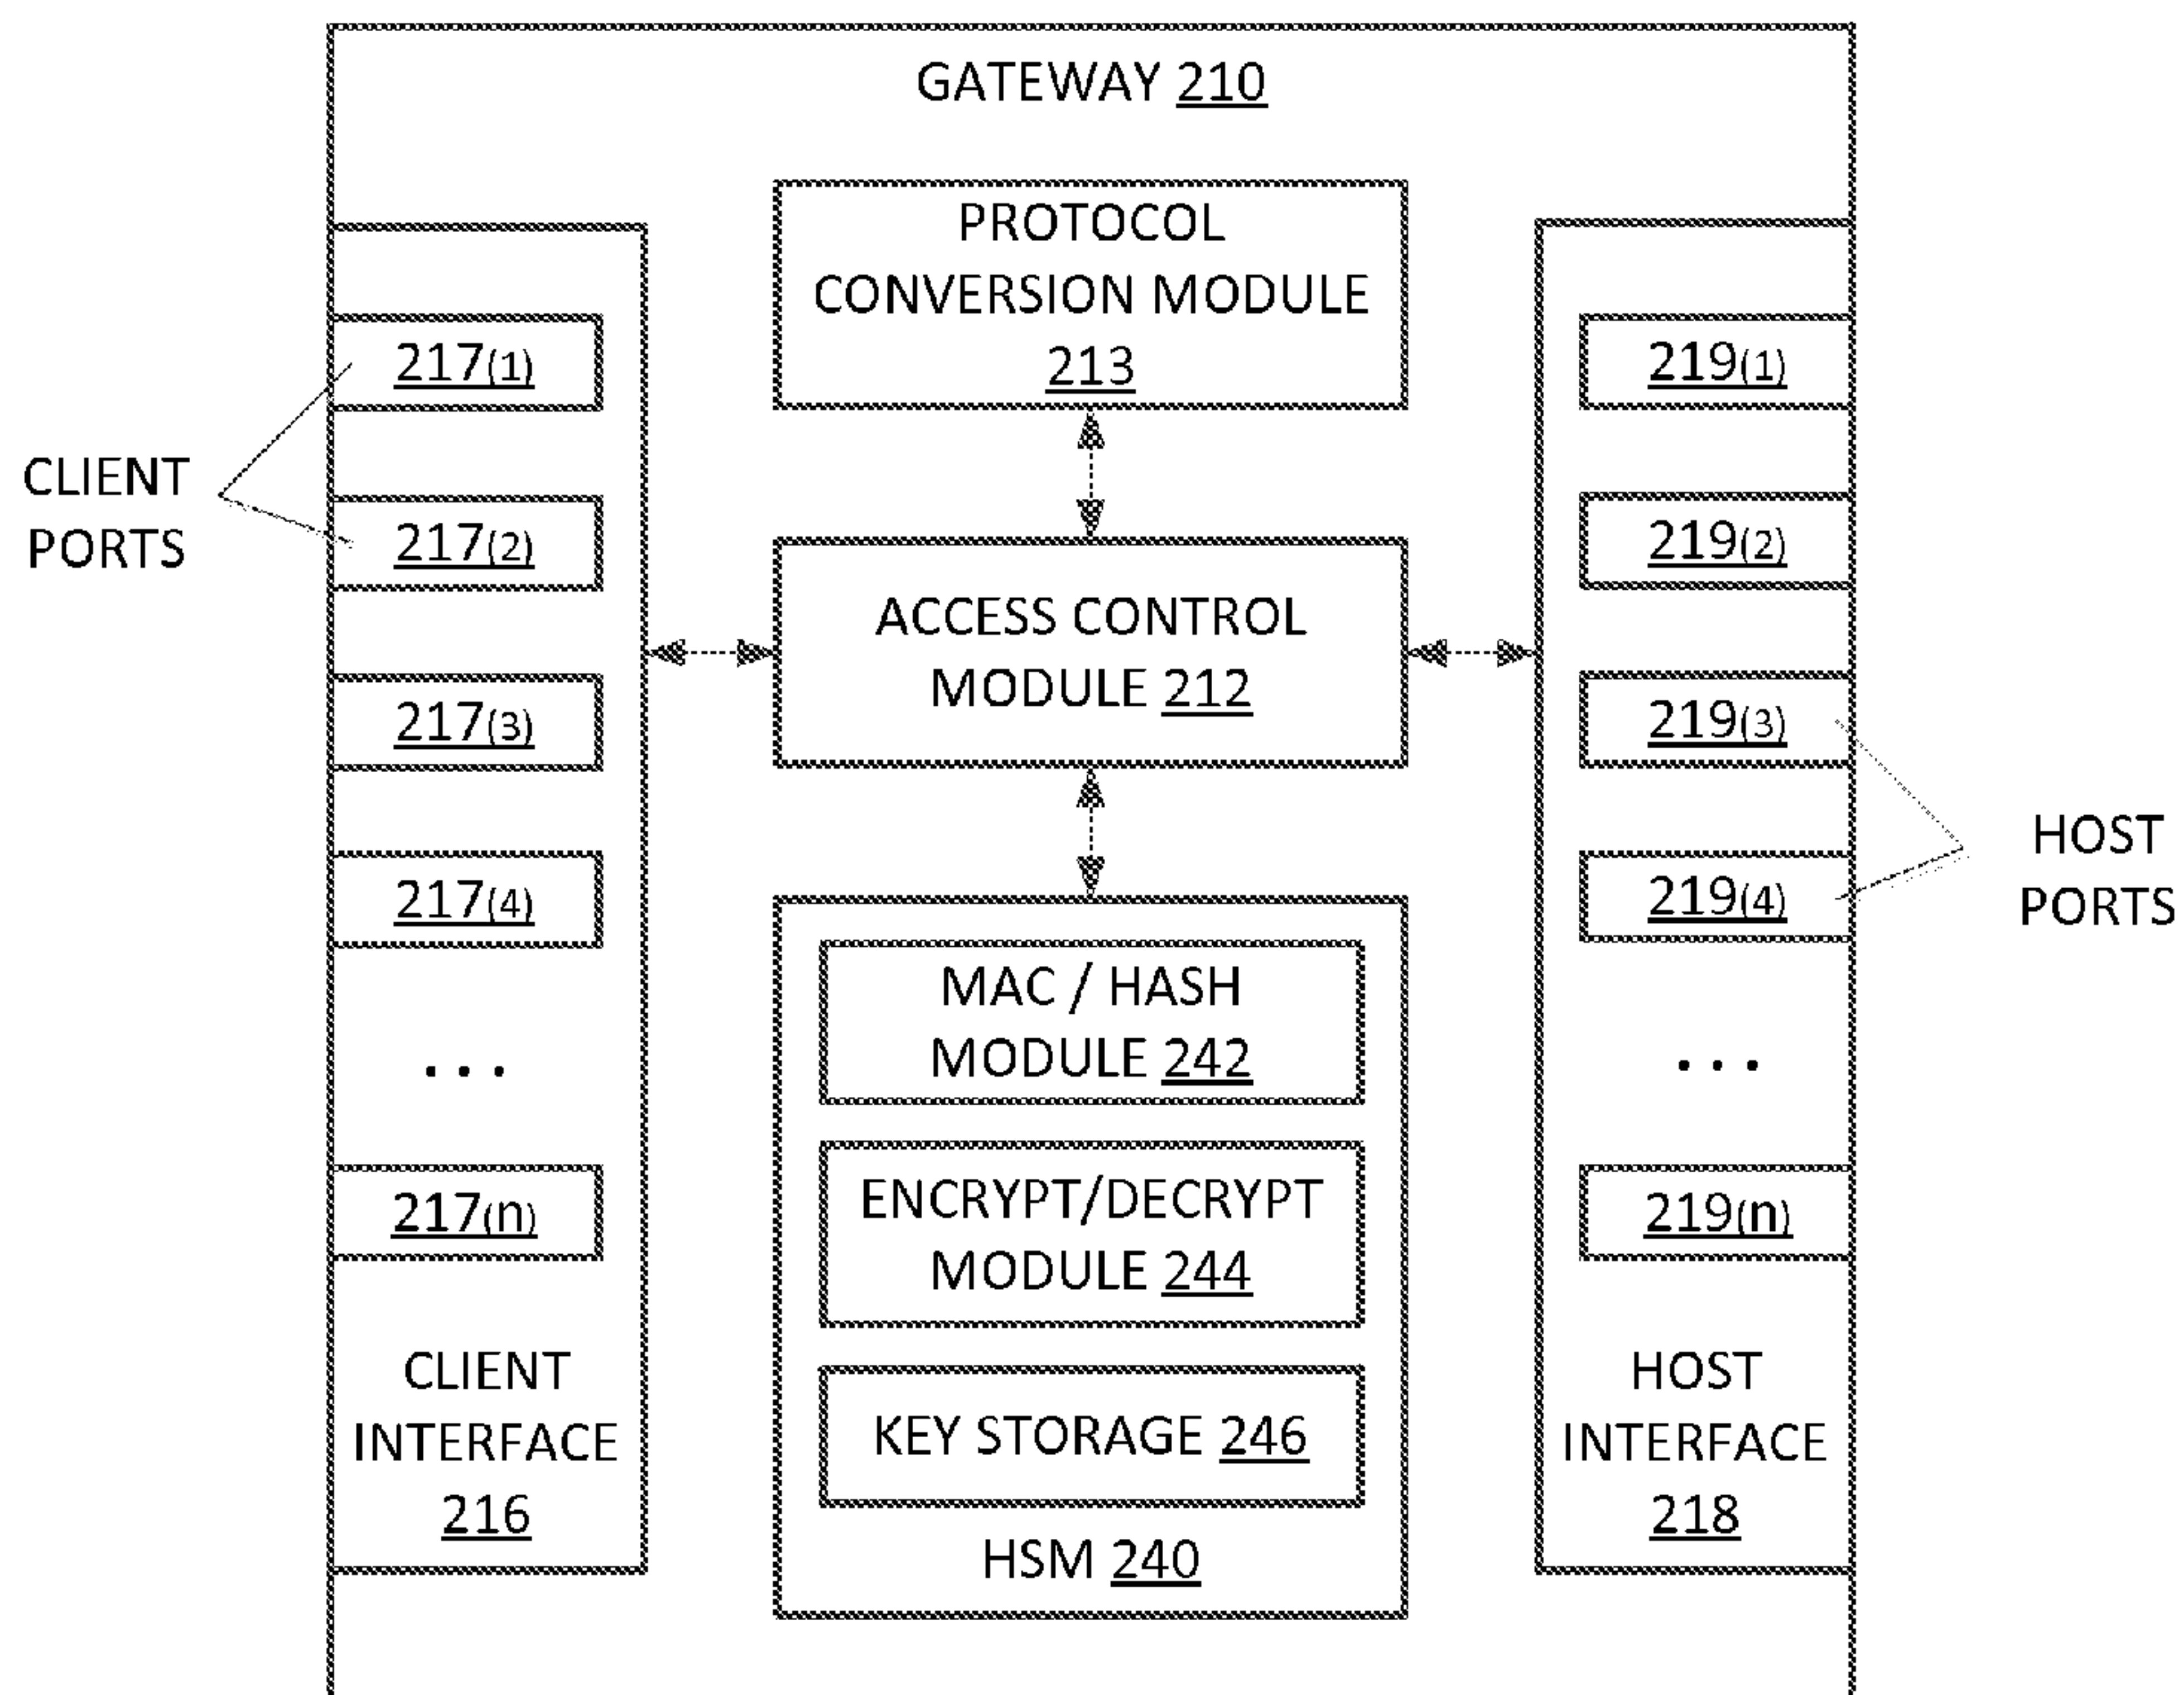 GATEWAY 210
PROTOCOL
CONVERSION MODULE
213
217(1)
219(1)
CLIENT
PORTS
217(2)
219(2)
ACCESS CONTROL
MODULE 212
217(3)
219(3)
217(4)
219(4)
HOST
PORTS
MAC / HASH
MODULE 242
...
...
ENCRYPT/DECRYPT
MODULE 244
217(n)
219(n)
KEY STORAGE 246
HSM 240
CLIENT
INTERFACE
216
HOST
INTERFACE
218